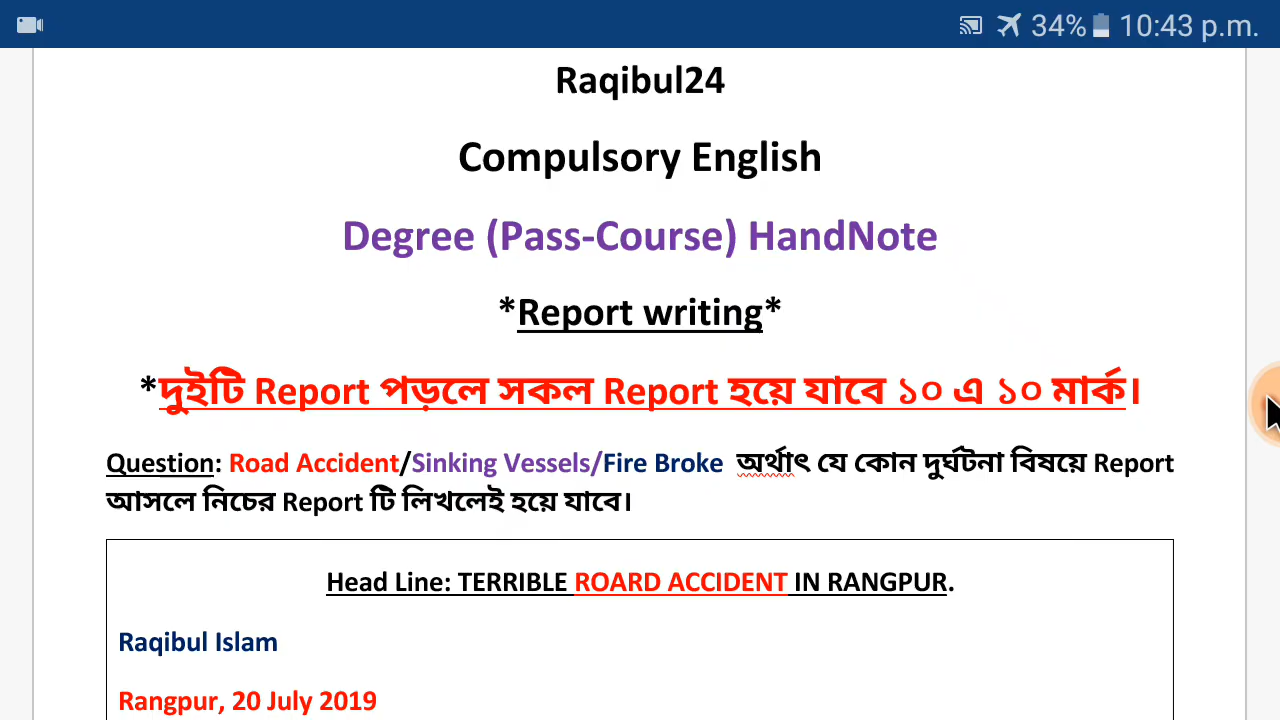 34% 10:43 p.m.
Raqibul24
Compulsory English
Degree (Pass-Course) HandNote
*Report writing*
*দুইটি Report পড়লে সকল Report হয়ে যাবে ১০ এ ১০ মার্ক।
Question: Road Accident/Sinking Vessels/Fire Broke অর্থাৎ যে কোন দুর্ঘটনা বিষয়ে Report
আসলে নিচের Report টি লিখলেই হয়ে যাবে।
Head Line: TERRIBLE ROARD ACCIDENT IN RANGPUR.
Raqibul Islam
Rangpur, 20 July 2019